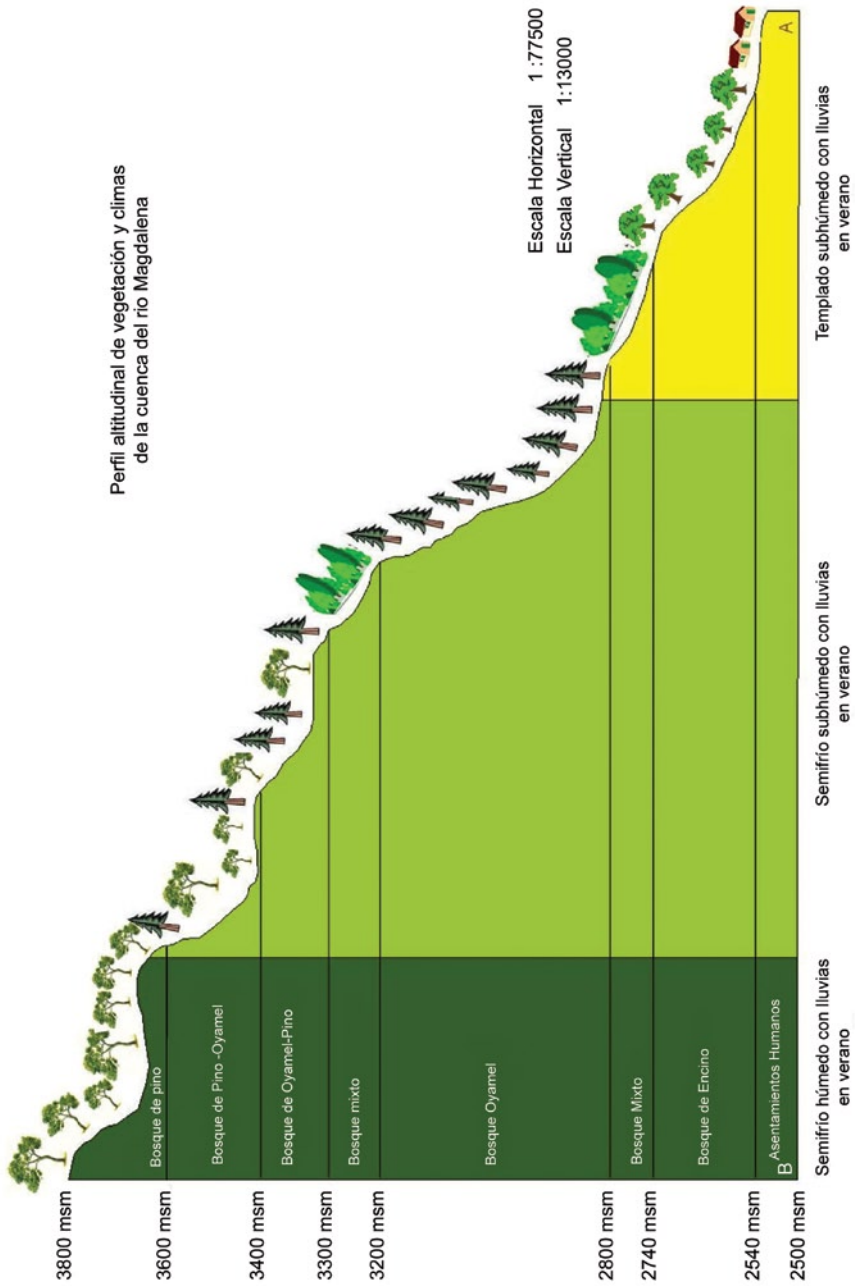 Perfil altitudinal de vegetación y climas
de la cuenca del río Magdalena
Escala Horizontal 1 :77500
Escala Vertical 1:13000
3800 msm
3600 msm
3400 msm
3300 msm
3200 msm
2800 msm
2740 msm
2540 msm
2500 msm
Bosque de pino
Bosque de Pino -Oyamel
Bosque de Oyamel-Pino
Bosque mixto
Bosque Oyamel
Bosque Mixto
Bosque de Encino
Asentamientos Humanos
B
A
Semifrío húmedo con lluvias
en verano
Semifrío subhúmedo con lluvias
en verano
Templado subhúmedo con lluvias
en verano